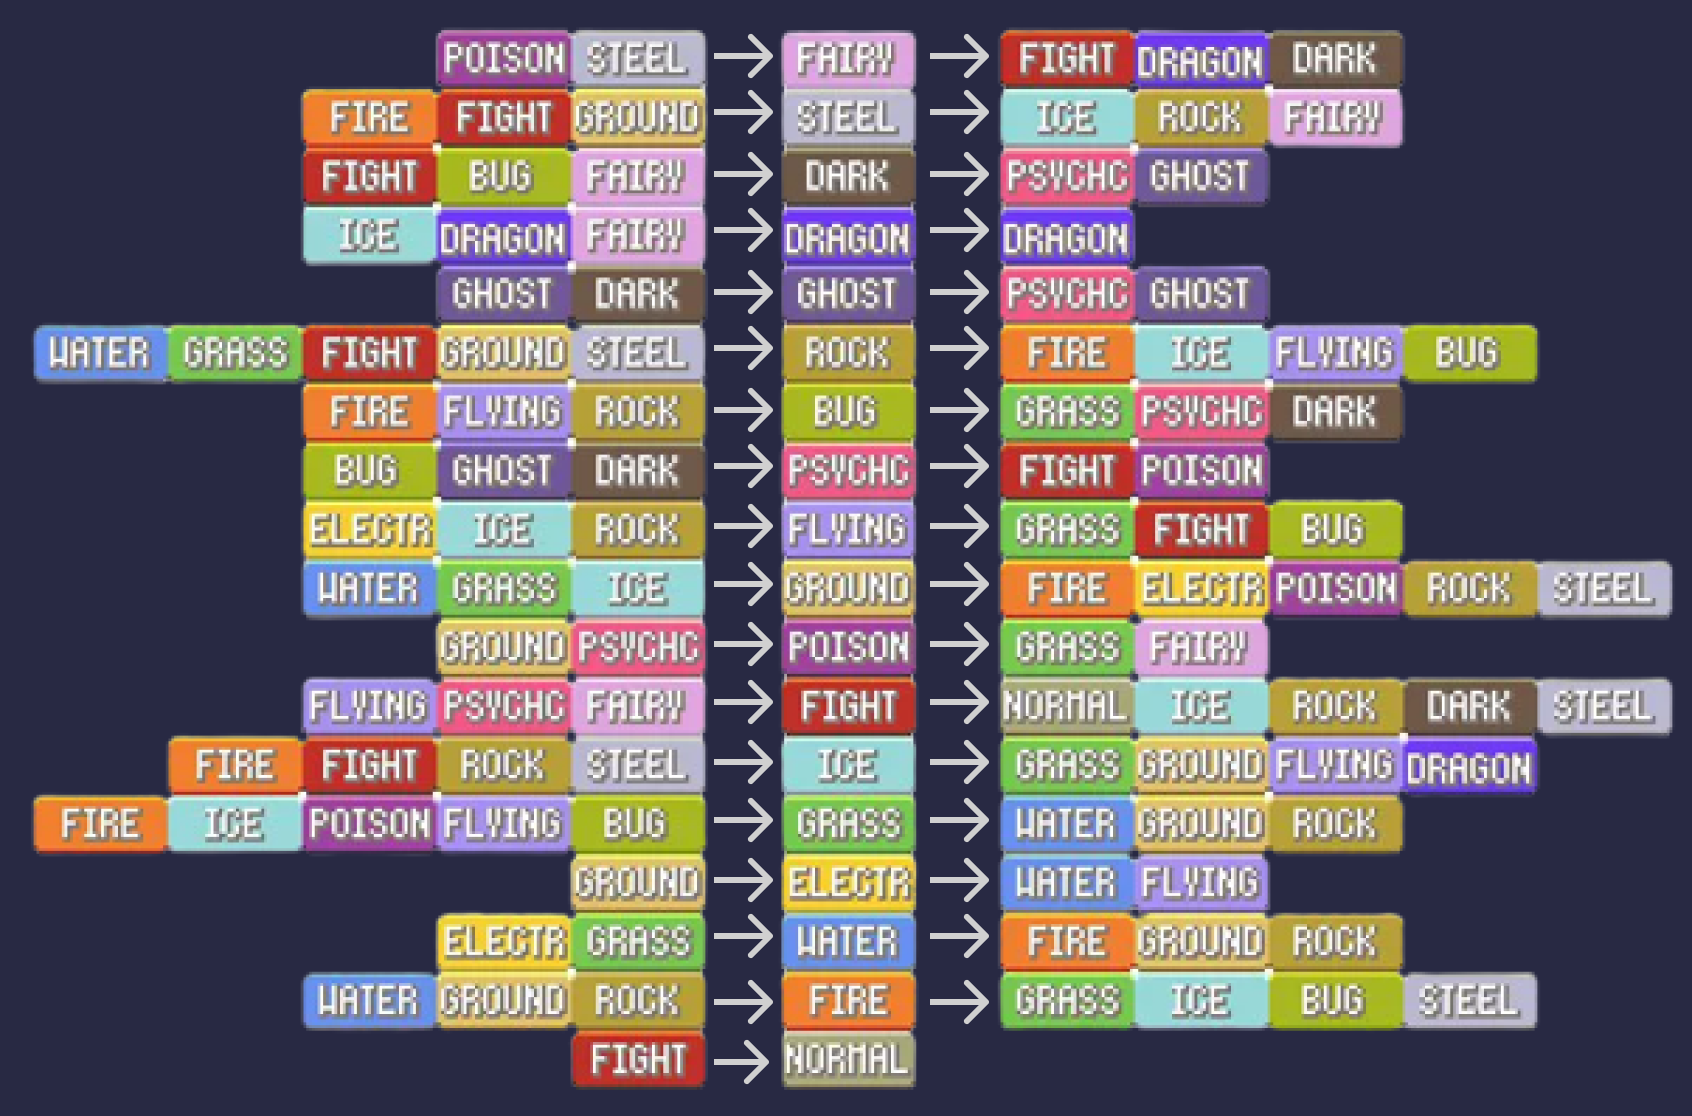 POISON STEEL → FAIRY → FIGHT DRAGON DARK
FIRE FIGHT GROUND → STEEL → ICE ROCK FAIRY
FIGHT BUG FAIRY → DARK → PSYCHC GHOST
ICE DRAGON FAIRY → DRAGON → DRAGON
GHOST DARK → GHOST → PSYCHC GHOST
WATER GRASS FIGHT GROUND STEEL → ROCK → FIRE ICE FLYING BUG
FIRE FLYING ROCK → BUG → GRASS PSYCHC DARK
BUG GHOST DARK → PSYCHC → FIGHT POISON
ELECTR ICE ROCK → FLYING → GRASS FIGHT BUG
WATER GRASS ICE → GROUND → FIRE ELECTR POISON ROCK STEEL
GROUND PSYCHC → POISON → GRASS FAIRY
FLYING PSYCHC FAIRY → FIGHT → NORMAL ICE ROCK DARK STEEL
FIRE FIGHT ROCK STEEL → ICE → GRASS GROUND FLYING DRAGON
FIRE ICE POISON FLYING BUG → GRASS → WATER GROUND ROCK
GROUND → ELECTR → WATER FLYING
ELECTR GRASS → WATER → FIRE GROUND ROCK
WATER GROUND ROCK → FIRE → GRASS ICE BUG STEEL
FIGHT → NORMAL